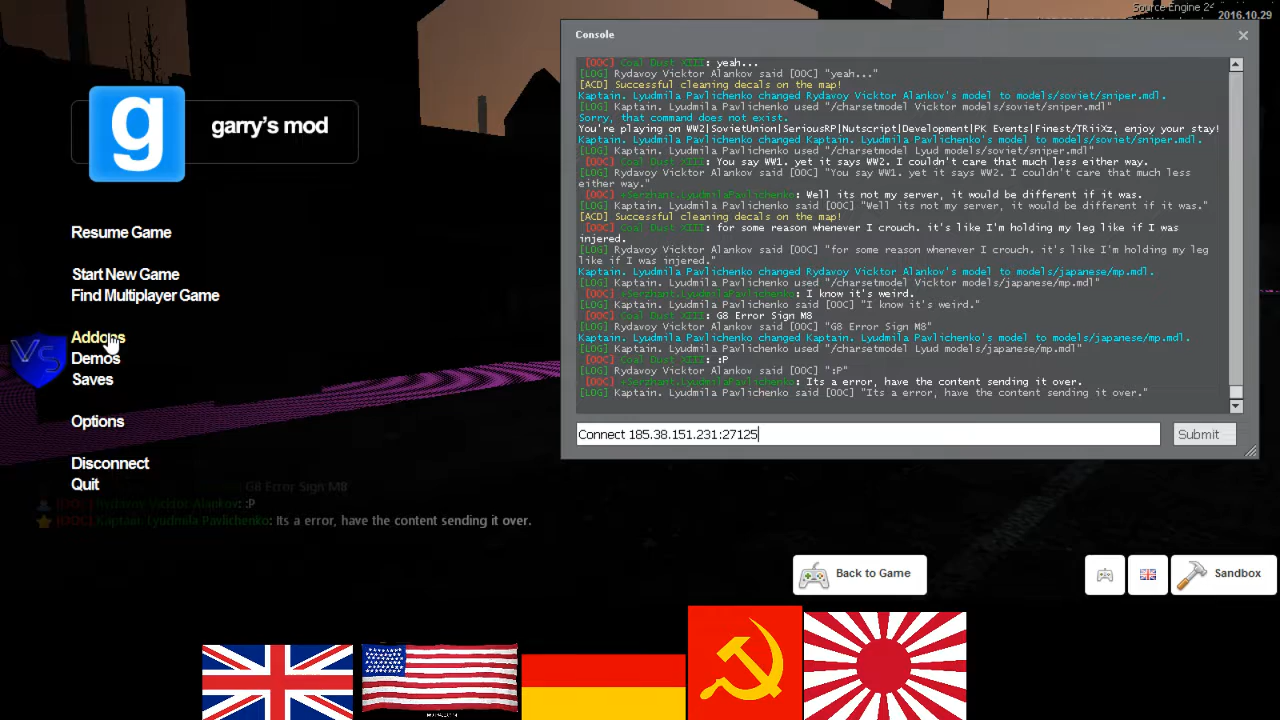 Source Engine 24
2016.10.29
Console
garry's mod
Resume Game
Start New Game
Find Multiplayer Game
Addons
Demos
Saves
Options
Disconnect
Quit
[OOC] Coal Dust XIII: yeah...
[LOG] Rydavoy Vicktor Alankov said [OOC] "yeah..."
[ACD] Successful cleaning decals on the map!
Kaptain. Lyudmila Pavlichenko changed Rydavoy Vicktor Alankov's model to models/soviet/sniper.mdl.
[LOG] Kaptain. Lyudmila Pavlichenko used "/charsetmodel Victor models/soviet/sniper.mdl"
Sorry, that command does not exist.
You're playing on WW2|SovietUnion|SeriousRP|Nutscript|Development|PK Events|Finest/TRiiXz, enjoy your stay!
Kaptain. Lyudmila Pavlichenko changed Kaptain. Lyudmila Pavlichenko's model to models/soviet/sniper.mdl.
[LOG] Kaptain. Lyudmila Pavlichenko used "/charsetmodel Lyud models/soviet/sniper.mdl"
[OOC] Coal Dust XIII: You say WW1. yet it says WW2. I couldn't care that much less either way.
[LOG] Rydavoy Vicktor Alankov said [OOC] "You say WW1. yet it says WW2. I couldn't care that much less
either way."
[OOC] +Serzhant.LyudmilaPavlichenko: Well its not my server, it would be different if it was.
[LOG] Kaptain. Lyudmila Pavlichenko said [OOC] "Well its not my server, it would be different if it was."
[ACD] Successful cleaning decals on the map!
[OOC] Coal Dust XIII: for some reason whenever I crouch. it's like I'm holding my leg like if I was
injered.
[LOG] Rydavoy Vicktor Alankov said [OOC] "for some reason whenever I crouch. it's like I'm holding my leg
like if I was injered."
Kaptain. Lyudmila Pavlichenko changed Rydavoy Vicktor Alankov's model to models/japanese/mp.mdl.
[LOG] Kaptain. Lyudmila Pavlichenko used "/charsetmodel Victor models/japanese/mp.mdl"
[OOC] +Serzhant.LyudmilaPavlichenko: I know it's weird.
[LOG] Kaptain. Lyudmila Pavlichenko said [OOC] "I know it's weird."
[OOC] Coal Dust XIII: G8 Error Sign M8
[LOG] Rydavoy Vicktor Alankov said [OOC] "G8 Error Sign M8"
Kaptain. Lyudmila Pavlichenko changed Kaptain. Lyudmila Pavlichenko's model to models/japanese/mp.mdl.
[LOG] Kaptain. Lyudmila Pavlichenko used "/charsetmodel Lyud models/japanese/mp.mdl"
[OOC] Coal Dust XIII: :P
[LOG] Rydavoy Vicktor Alankov said [OOC] ":P"
[OOC] +Serzhant.LyudmilaPavlichenko: Its a error, have the content sending it over.
[LOG] Kaptain. Lyudmila Pavlichenko said [OOC] "Its a error, have the content sending it over."
Connect 185.38.151.231:27125
Submit
G8 Error Sign M8
[OOC] Rydavoy Vicktor Alankov: :P
[OOC] Kaptain. Lyudmila Pavlichenko: Its a error, have the content sending it over.
Back to Game
Sandbox